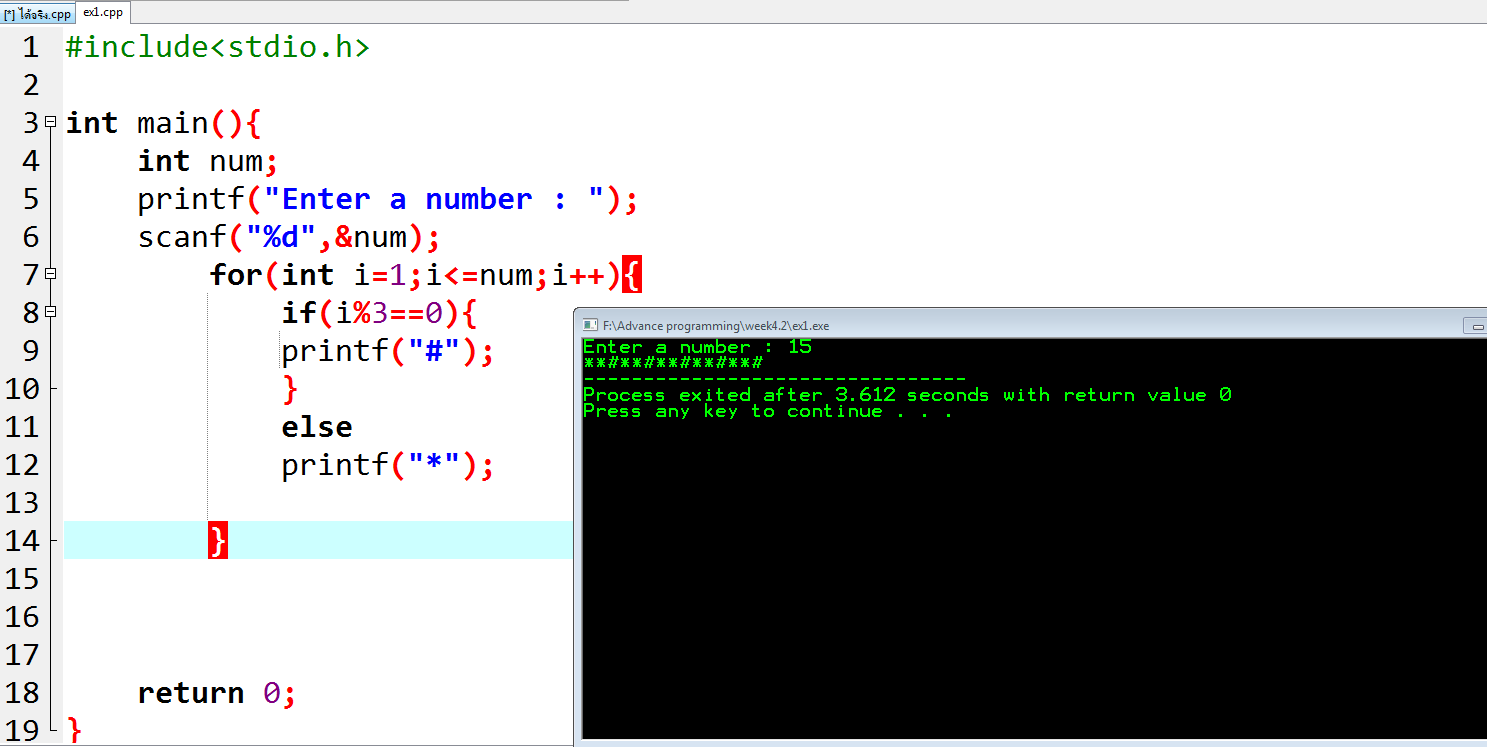 [*] ได้จริง.cpp ex1.cpp
1 #include<stdio.h>
2
3 int main(){
4 int num;
5 printf("Enter a number : ");
6 scanf("%d",&num);
7 for(int i=1;i<=num;i++){
8 if(i%3==0){
9 printf("#");
10 }
11 else
12 printf("*");
13
14 }
15
16
17
18 return 0;
19 }
F:\Advance programming\week4.2\ex1.exe
Enter a number : 15
**#**#**#**#**#
--------------------------------
Process exited after 3.612 seconds with return value 0
Press any key to continue . . .